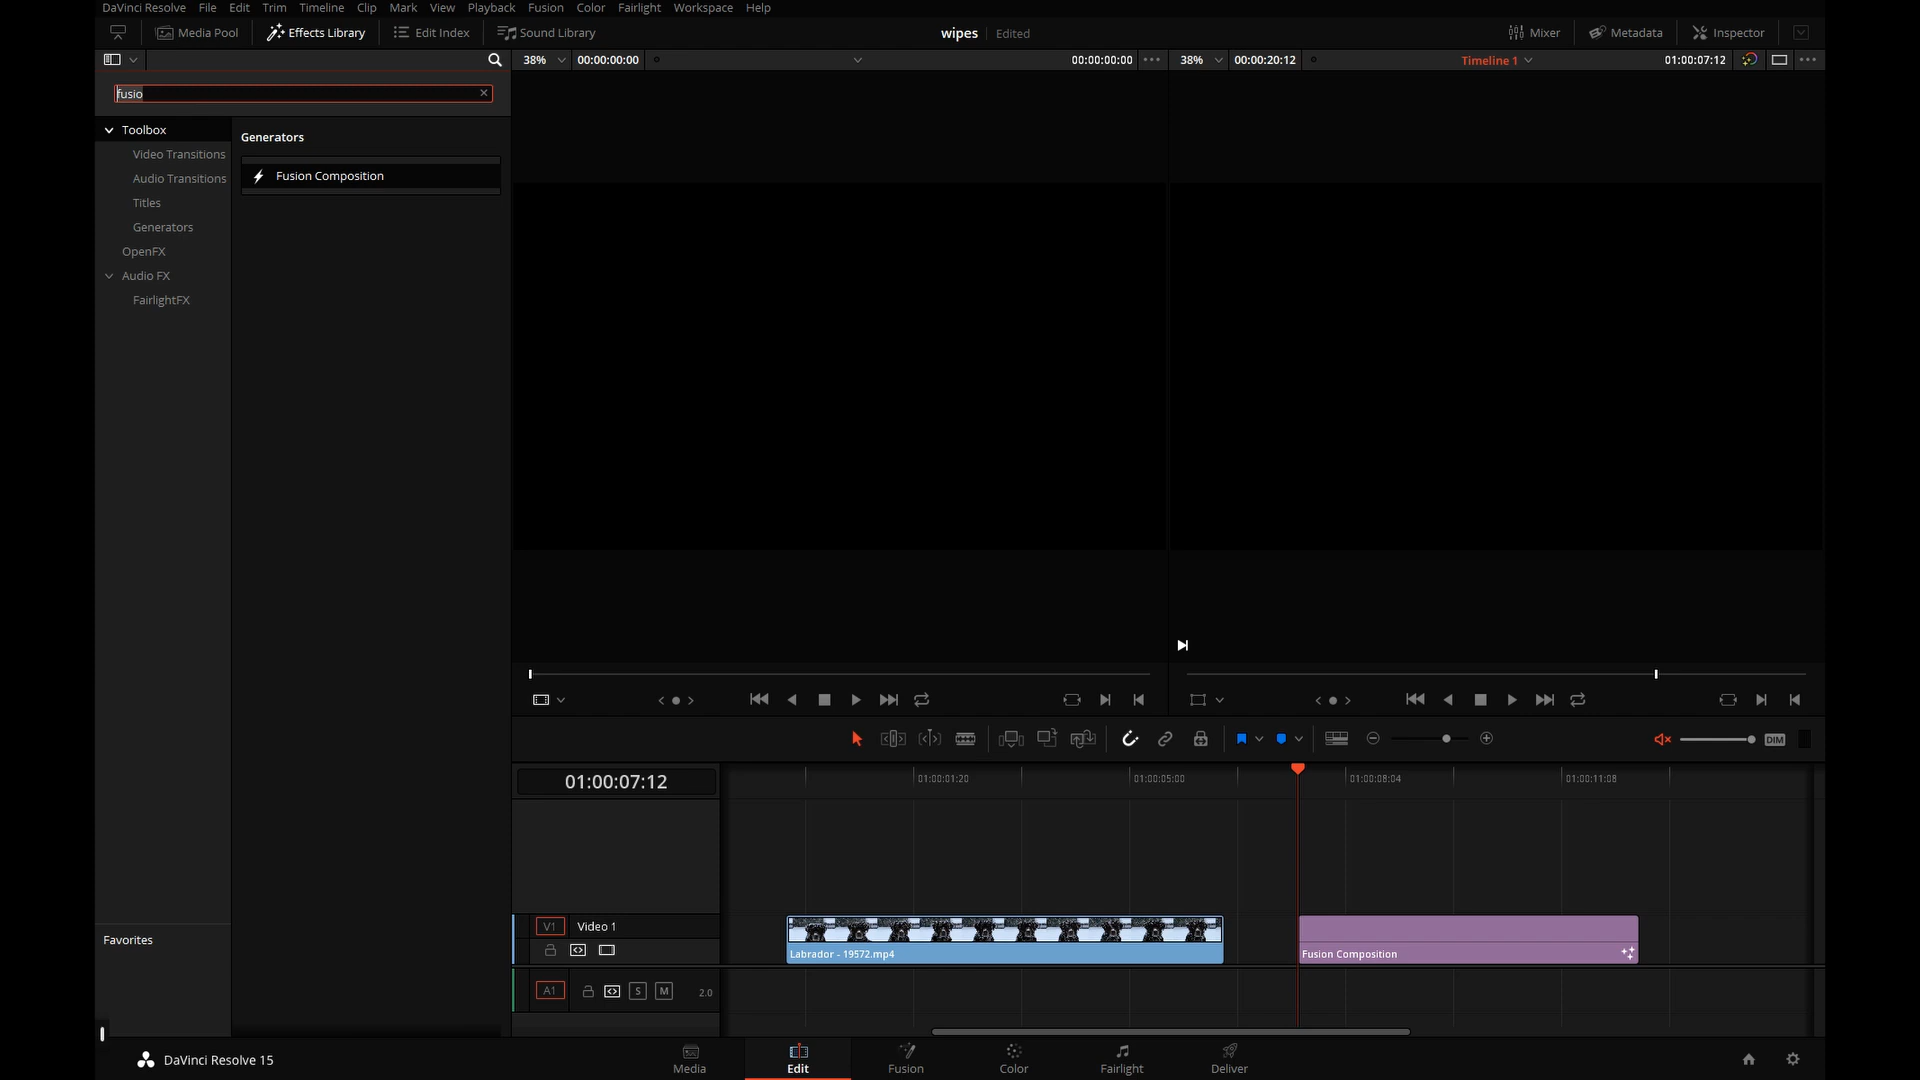 DaVinci Resolve File Edit Trim Timeline Clip Mark View Playback Fusion Color Fairlight Workspace Help
Media Pool Effects Library Edit Index Sound Library wipes Edited Mixer Metadata Inspector
38% 00:00:00:00 00:00:00:00 38% 00:00:20:12 Timeline 1 01:00:07:12
fusio
Toolbox
Video Transitions
Audio Transitions
Titles
Generators
OpenFX
Audio FX
FairlightFX
Generators
Fusion Composition
DIM
01:00:07:12
01:00:01:20 01:00:05:00 01:00:08:04 01:00:11:08
Favorites
V1 Video 1
Labrador - 19572.mp4
Fusion Composition
A1 S M 2.0
DaVinci Resolve 15
Media Edit Fusion Color Fairlight Deliver